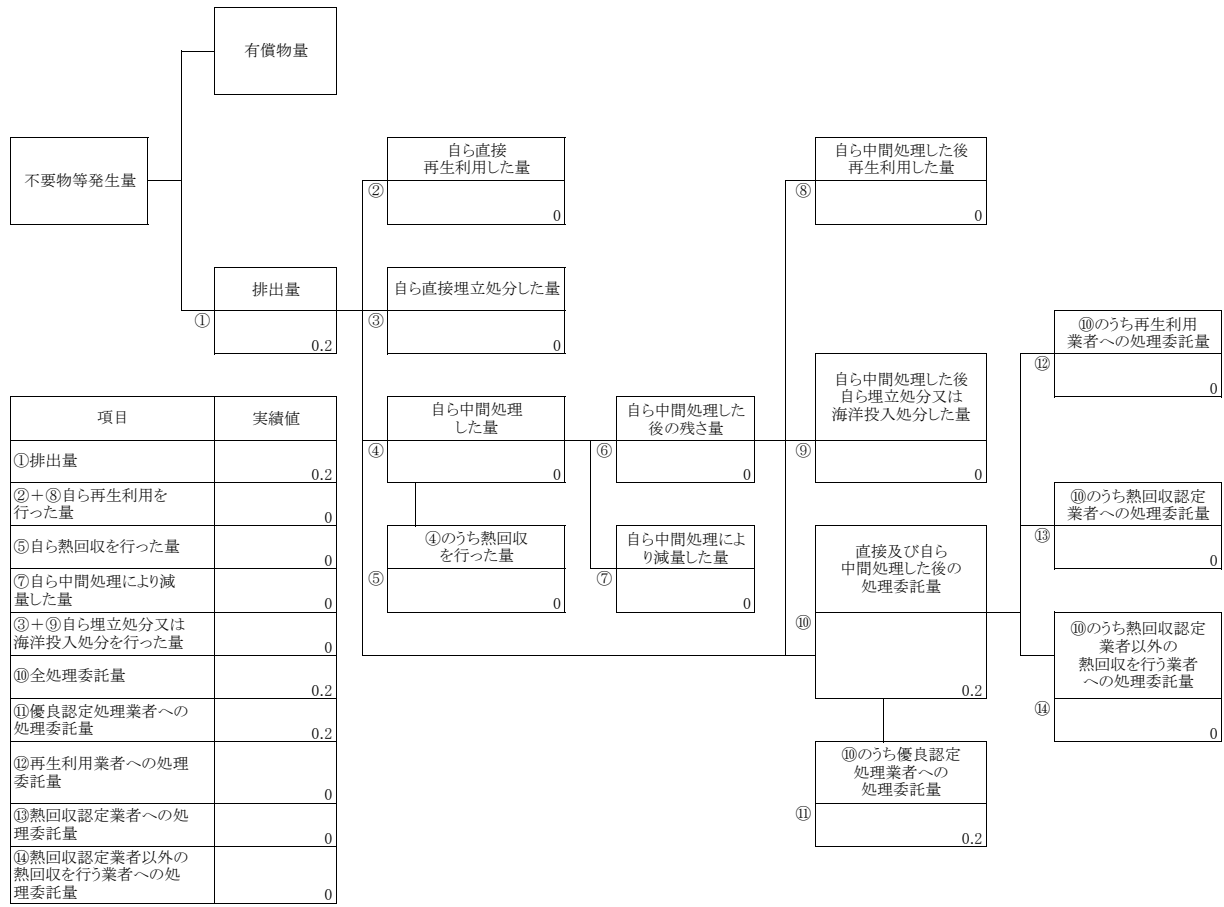 有償物量
不要物等発生量
排出量
①
0.2
自ら直接
再生利用した量
②
0
自ら直接埋立処分した量
③
0
自ら中間処理
した量
④
0
④のうち熱回収
を行った量
⑤
0
自ら中間処理した
後の残さ量
⑥
0
自ら中間処理によ
り減量した量
⑦
0
自ら中間処理した後
再生利用した量
⑧
0
自ら中間処理した後
自ら埋立処分又は
海洋投入処分した量
⑨
0
直接及び自ら
中間処理した後の
処理委託量
⑩
0.2
⑩のうち優良認定
処理業者への
処理委託量
⑪
0.2
⑩のうち再生利用
業者への処理委託量
⑫
0
⑩のうち熱回収認定
業者への処理委託量
⑬
0
⑩のうち熱回収認定
業者以外の
熱回収を行う業者
への処理委託量
⑭
0
項目 実績値
①排出量
0.2
②＋⑧自ら再生利用を
行った量
0
⑤自ら熱回収を行った量
0
⑦自ら中間処理により減
量した量
0
③＋⑨自ら埋立処分又は
海洋投入処分を行った量
0
⑩全処理委託量
0.2
⑪優良認定処理業者への
処理委託量
0.2
⑫再生利用業者への処理
委託量
0
⑬熱回収認定業者への処
理委託量
0
⑭熱回収認定業者以外の
熱回収を行う業者への処
理委託量
0